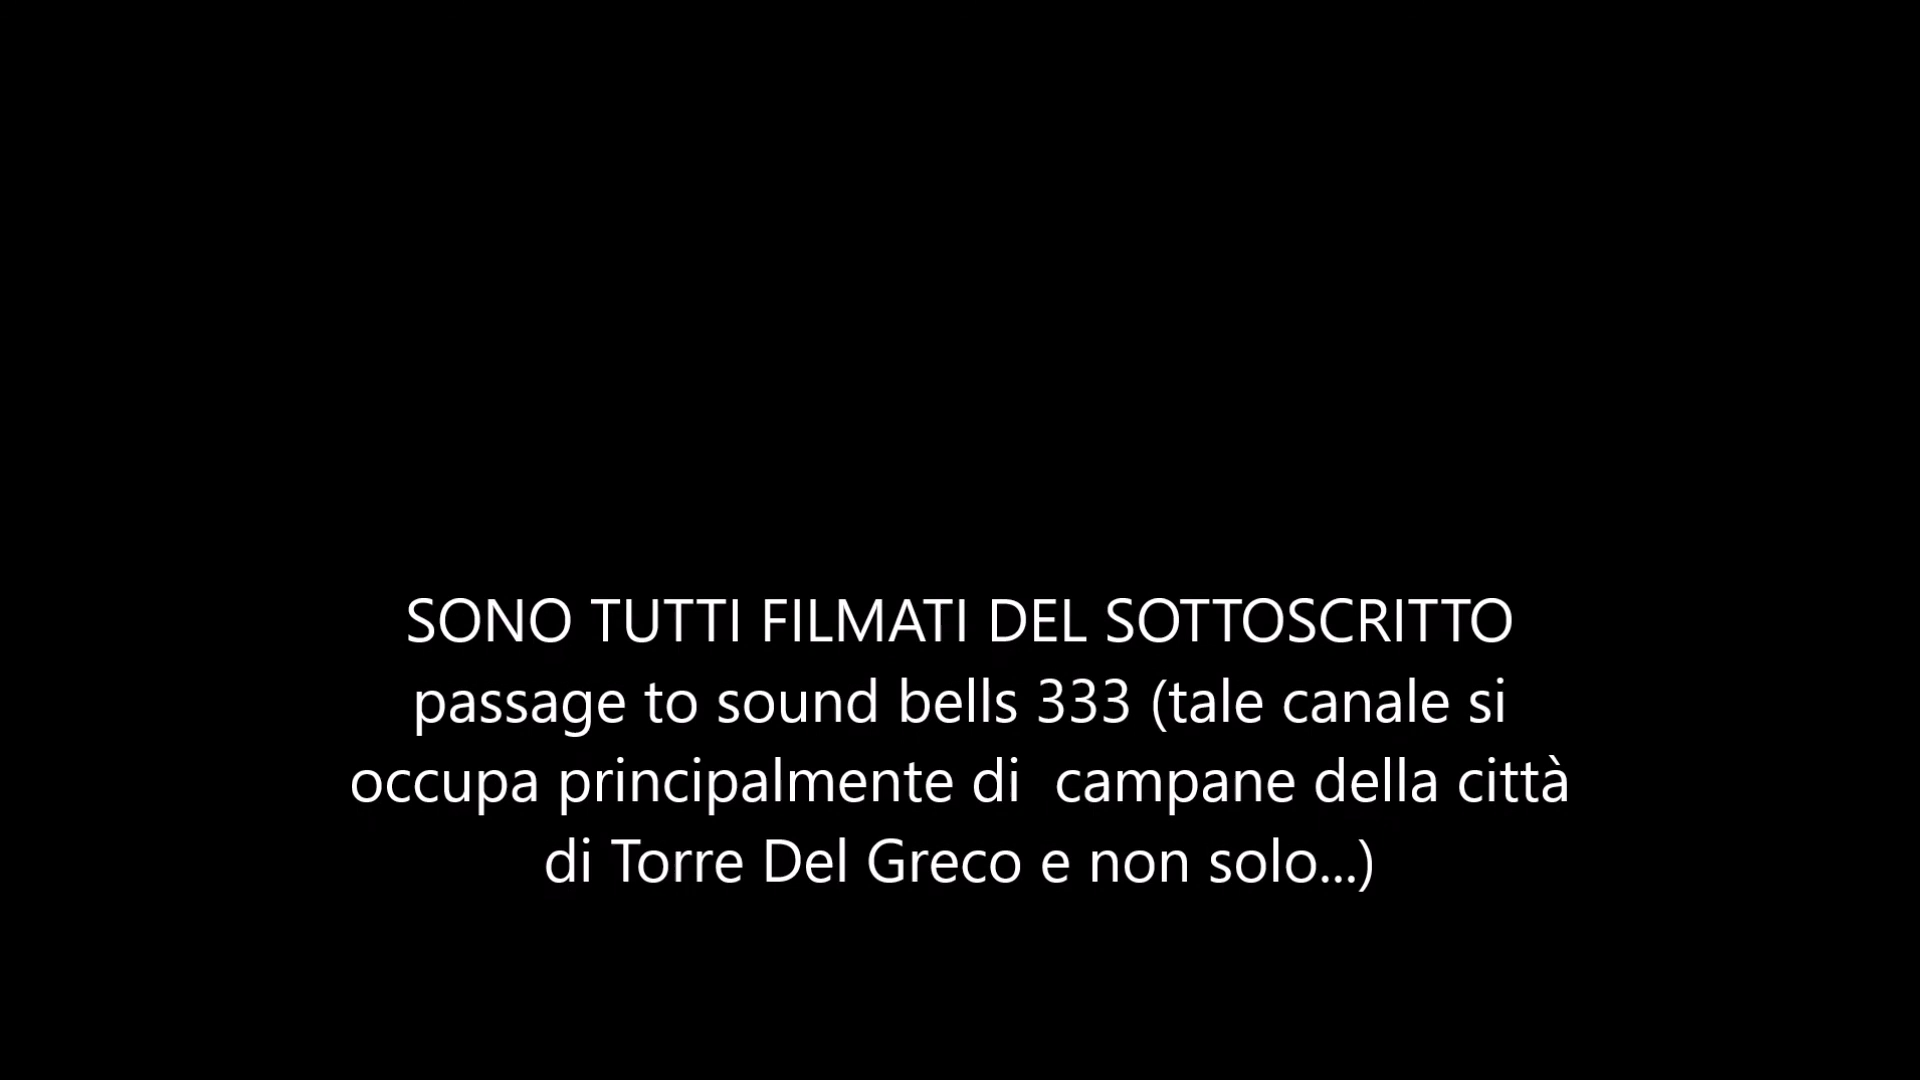 SONO TUTTI FILMATI DEL SOTTOSCRITTO
passage to sound bells 333 (tale canale si
occupa principalmente di  campane della città
di Torre Del Greco e non solo...)